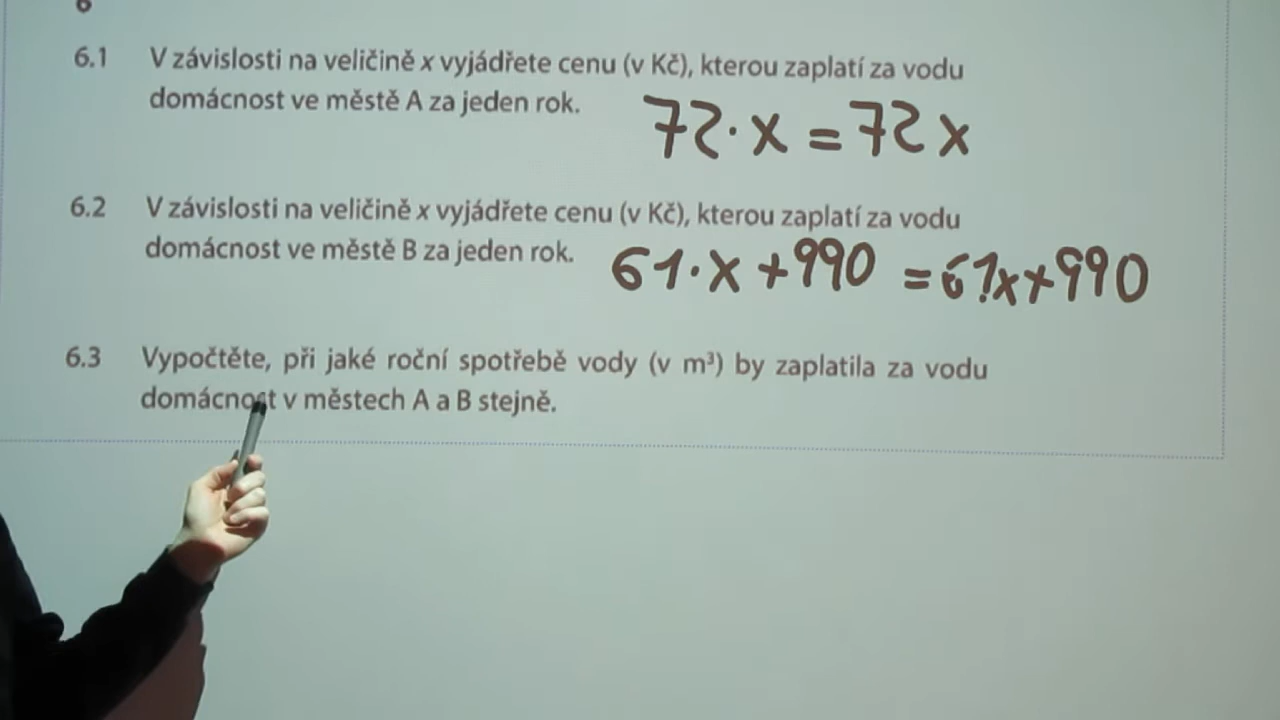 6
6.1 V závislosti na veličině x vyjádřete cenu (v Kč), kterou zaplatí za vodu
domácnost ve městě A za jeden rok. 72·x = 72x
6.2 V závislosti na veličině x vyjádřete cenu (v Kč), kterou zaplatí za vodu
domácnost ve městě B za jeden rok. 61·x+990 = 61x+990
6.3 Vypočtěte, při jaké roční spotřebě vody (v m³) by zaplatila za vodu
domácnost v městech A a B stejně.